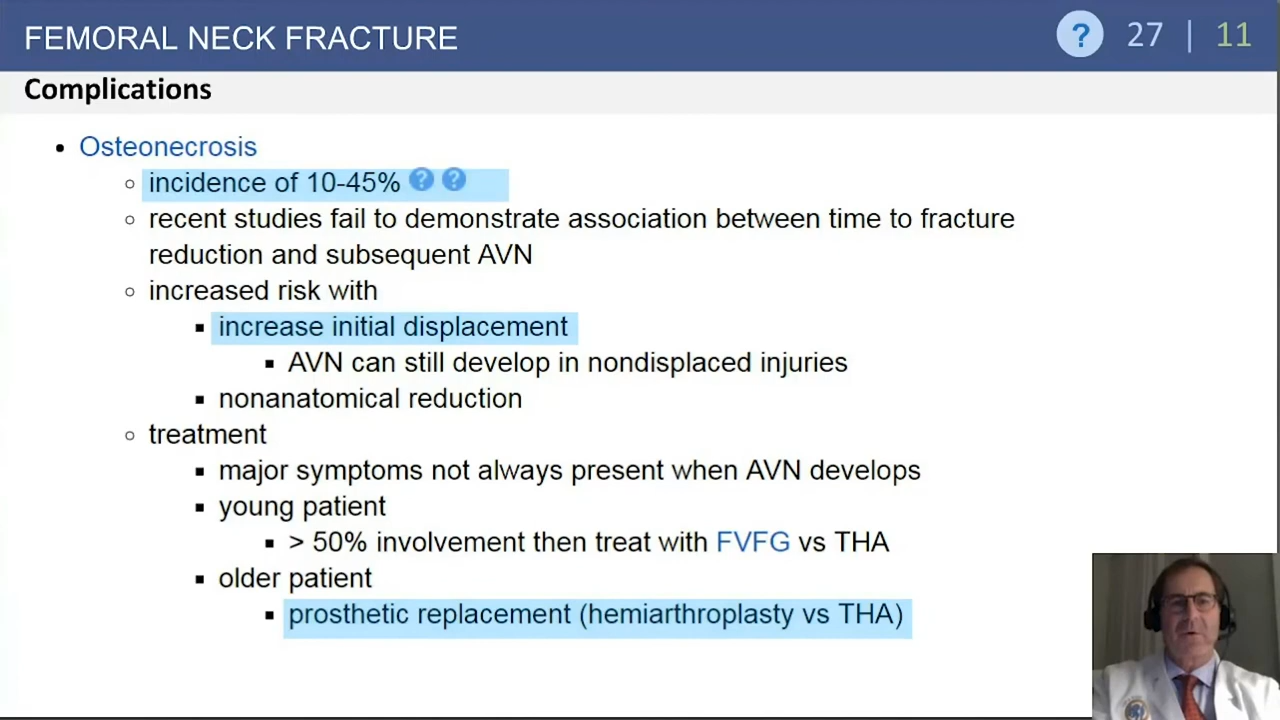 FEMORAL NECK FRACTURE
? 27 | 11
Complications
• Osteonecrosis
○ incidence of 10-45% ? ?
○ recent studies fail to demonstrate association between time to fracture
reduction and subsequent AVN
○ increased risk with
▪ increase initial displacement
▪ AVN can still develop in nondisplaced injuries
▪ nonanatomical reduction
○ treatment
▪ major symptoms not always present when AVN develops
▪ young patient
▪ > 50% involvement then treat with FVFG vs THA
▪ older patient
▪ prosthetic replacement (hemiarthroplasty vs THA)